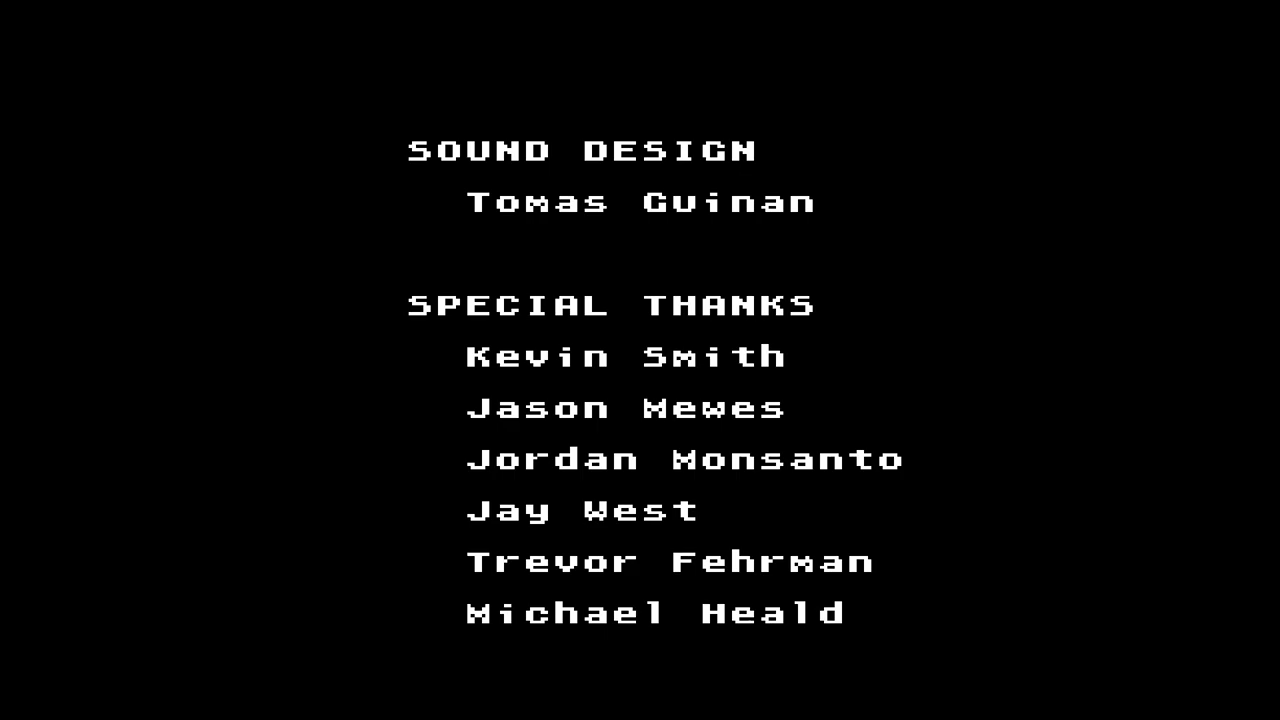 SOUND DESIGN
Tomas Guinan
SPECIAL THANKS
Kevin Smith
Jason Mewes
Jordan Monsanto
Jay West
Trevor Fehrman
Michael Heald